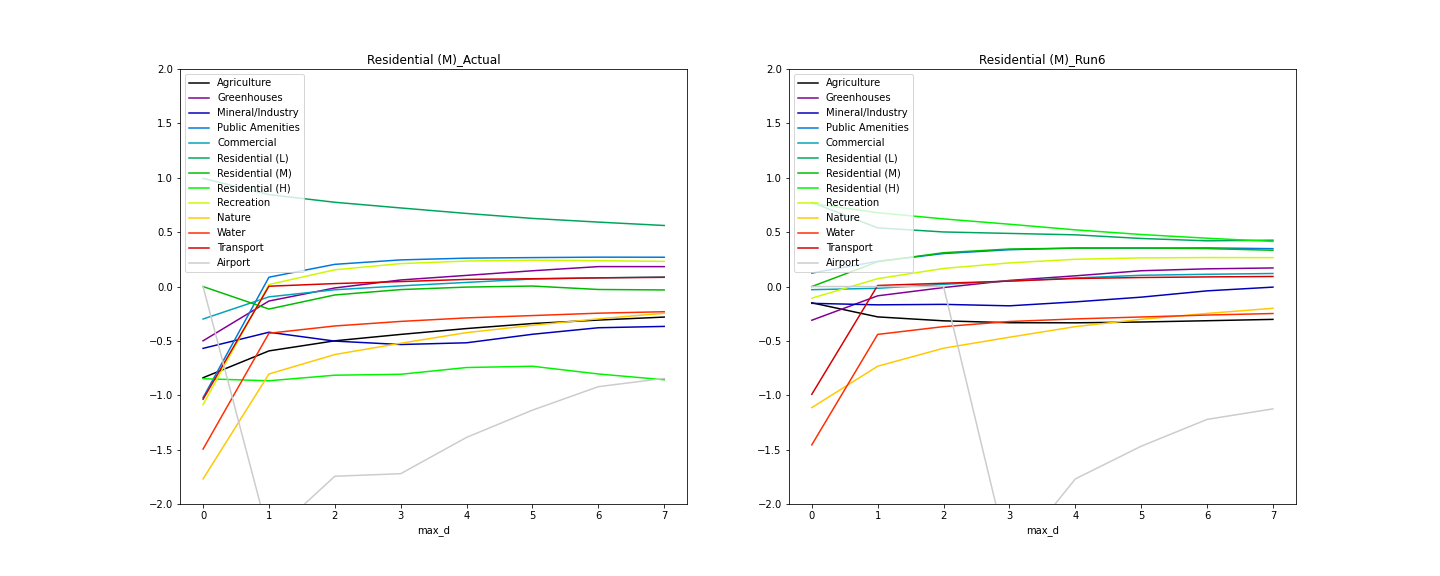 Residential (M)_Actual
2.0
1.5
1.0
0.5
0.0
−0.5
−1.0
−1.5
−2.0
Agriculture
Greenhouses
Mineral/Industry
Public Amenities
Commercial
Residential (L)
Residential (M)
Residential (H)
Recreation
Nature
Water
Transport
Airport
0 1 2 3 4 5 6 7
max_d
Residential (M)_Run6
2.0
1.5
1.0
0.5
0.0
−0.5
−1.0
−1.5
−2.0
Agriculture
Greenhouses
Mineral/Industry
Public Amenities
Commercial
Residential (L)
Residential (M)
Residential (H)
Recreation
Nature
Water
Transport
Airport
0 1 2 3 4 5 6 7
max_d